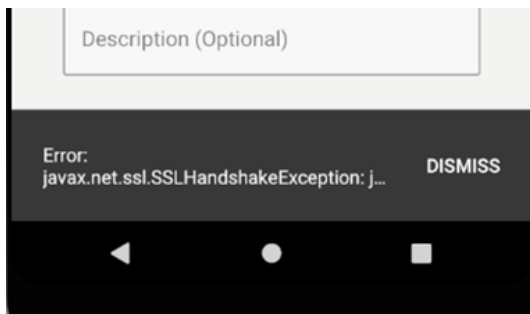 Description (Optional)
Error:
javax.net.ssl.SSLHandshakeException: j...
DISMISS